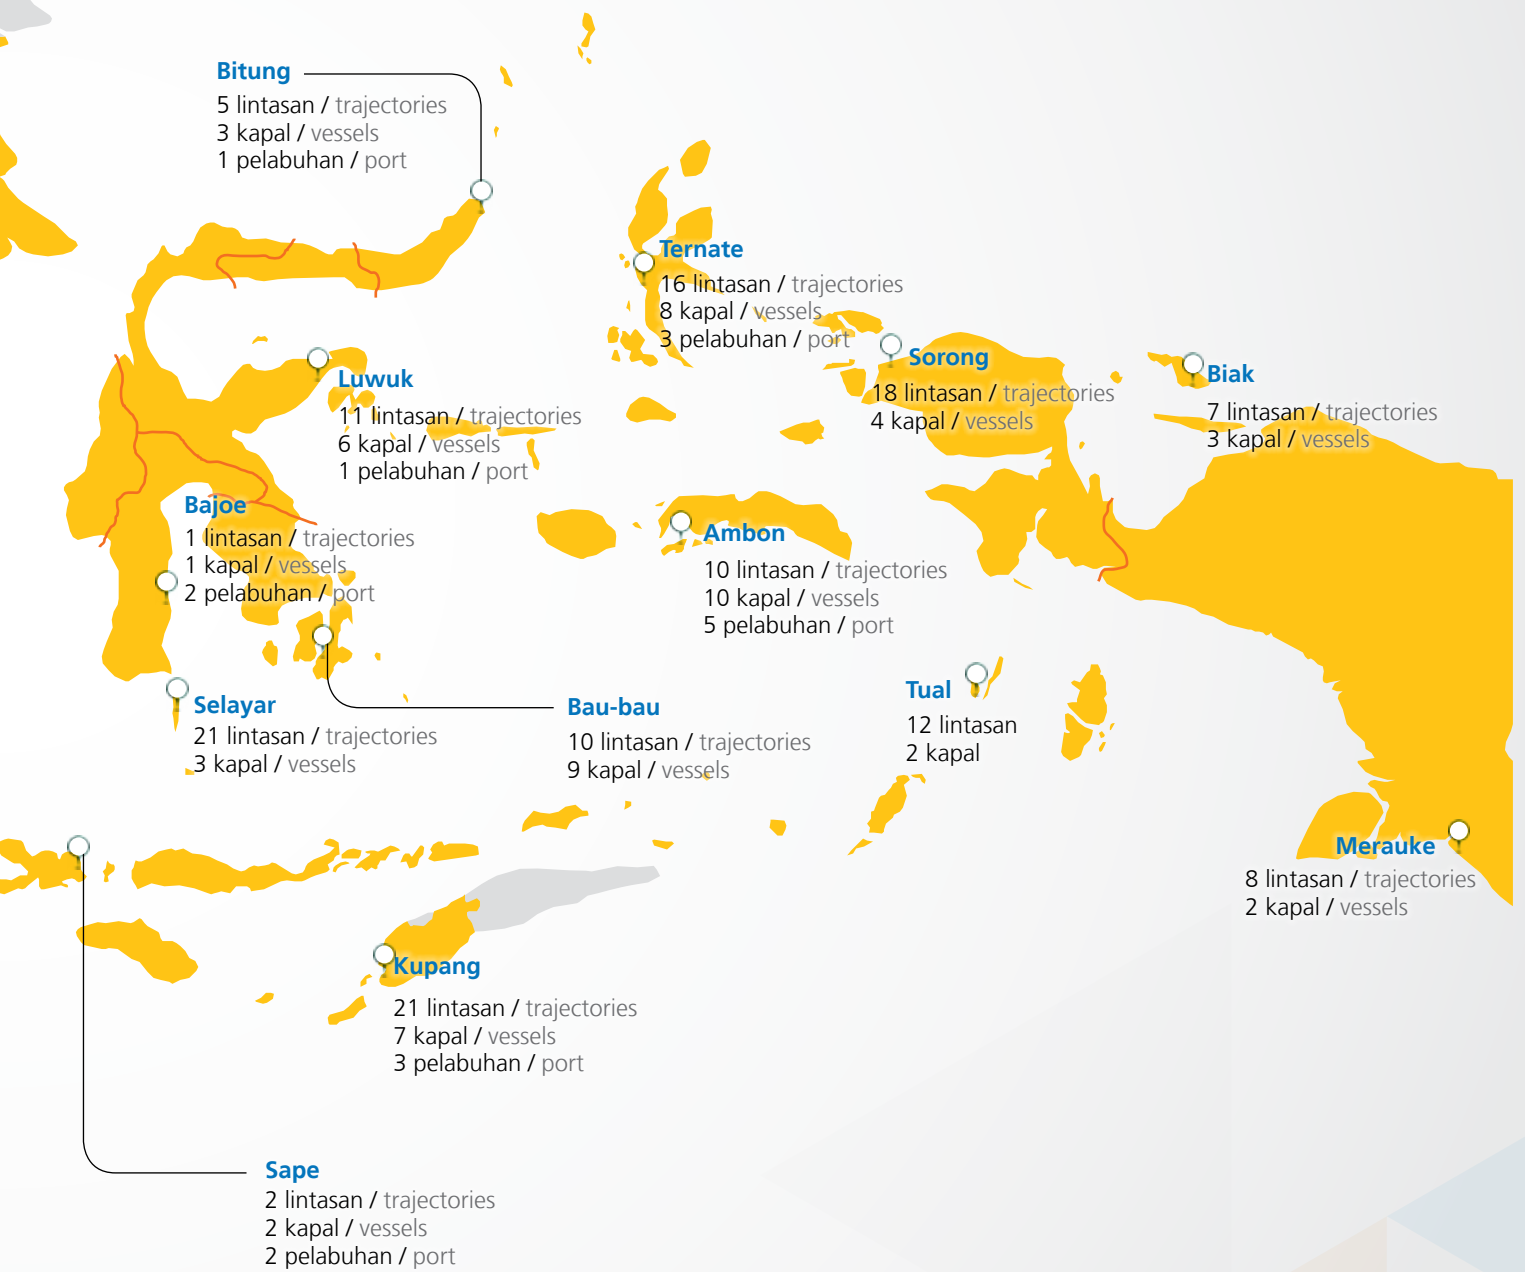 Bitung
5 lintasan / trajectories
3 kapal / vessels
1 pelabuhan / port
Ternate
16 lintasan / trajectories
8 kapal / vessels
3 pelabuhan / port
Sorong
18 lintasan / trajectories
4 kapal / vessels
Biak
7 lintasan / trajectories
3 kapal / vessels
Luwuk
11 lintasan / trajectories
6 kapal / vessels
1 pelabuhan / port
Bajoe
1 lintasan / trajectories
1 kapal / vessels
2 pelabuhan / port
Ambon
10 lintasan / trajectories
10 kapal / vessels
5 pelabuhan / port
Selayar
21 lintasan / trajectories
3 kapal / vessels
Bau-bau
10 lintasan / trajectories
9 kapal / vessels
Tual
12 lintasan
2 kapal
Merauke
8 lintasan / trajectories
2 kapal / vessels
Kupang
21 lintasan / trajectories
7 kapal / vessels
3 pelabuhan / port
Sape
2 lintasan / trajectories
2 kapal / vessels
2 pelabuhan / port